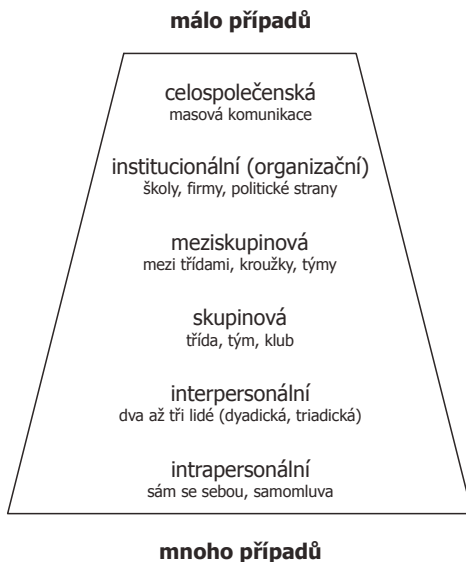 málo případů
celospolečenská
masová komunikace
institucionální (organizační)
školy, firmy, politické strany
meziskupinová
mezi třídami, kroužky, týmy
skupinová
třída, tým, klub
interpersonální
dva až tři lidé (dyadická, triadická)
intrapersonální
sám se sebou, samomluva
mnoho případů